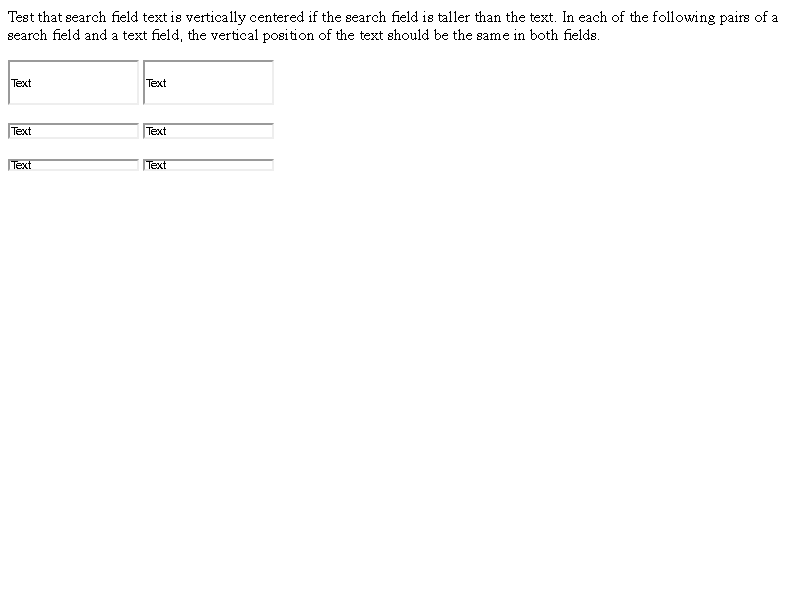 Test that search field text is vertically centered if the search field is taller than the text. In each of the following pairs of a
search field and a text field, the vertical position of the text should be the same in both fields.
Text Text
Text Text
Text Text